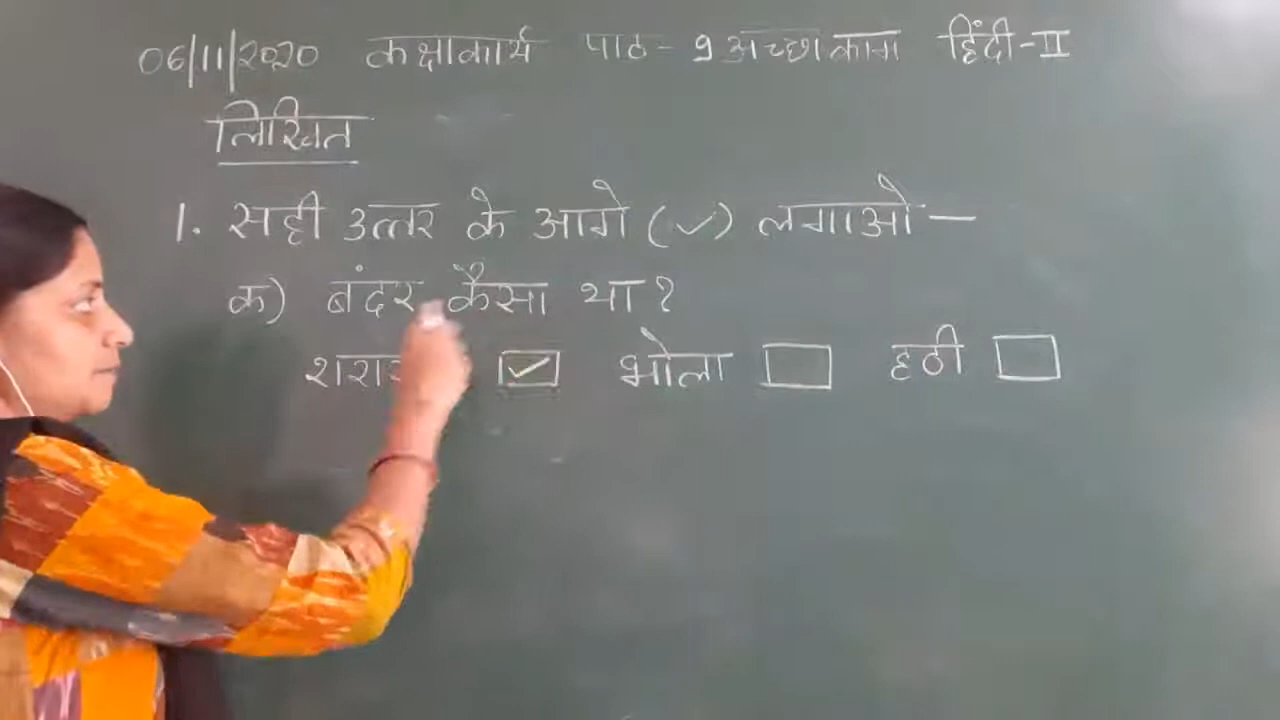 06/11/2020 कक्षाकार्य पाठ - 9 अच्छा काम हिंदी - II
लिखित
1. सही उत्तर के आगे (✓) लगाओ —
क) बंदर कैसा था?
✓ भोला हठी